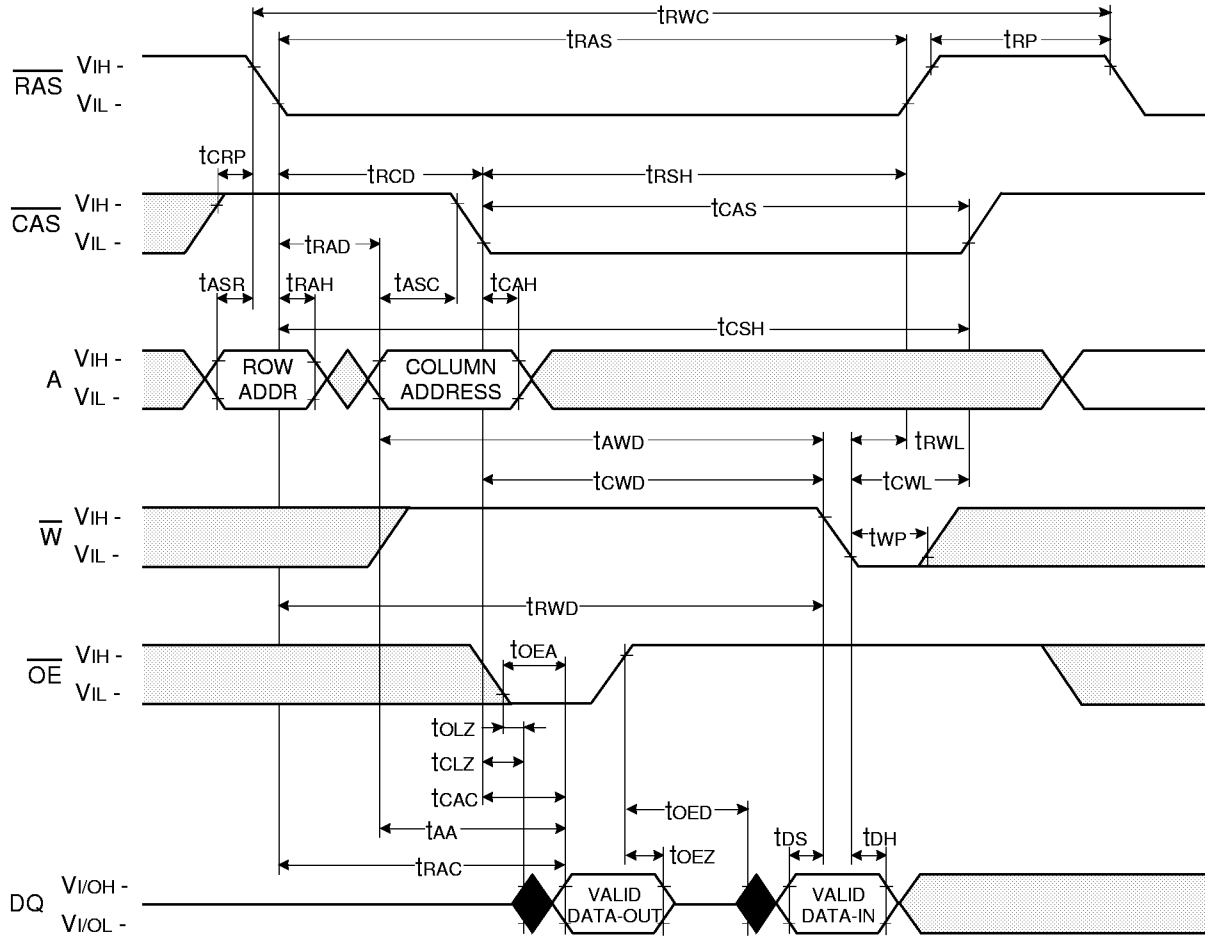 tRWC
tRAS
tRP
RAS
VIH -
VIL -
tCRP
tRCD
tRSH
CAS
VIH -
VIL -
tCAS
tRAD
tASR
tRAH
tASC
tCAH
tCSH
A
VIH -
VIL -
ROW
ADDR
COLUMN
ADDRESS
tAWD
tRWL
tCWD
tCWL
W
VIH -
VIL -
tWP
tRWD
OE
VIH -
VIL -
tOEA
tOLZ
tCLZ
tCAC
tOED
tAA
tOEZ
tDS
tDH
tRAC
DQ
VI/OH -
VI/OL -
VALID
DATA-OUT
VALID
DATA-IN